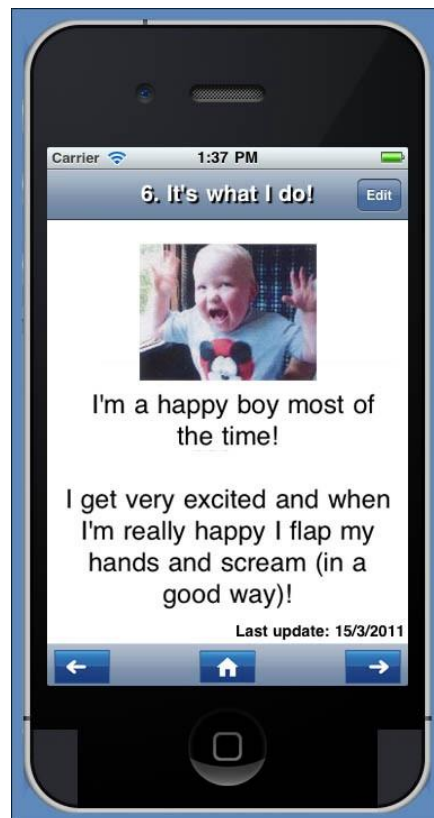 Carrier 1:37 PM
6. It's what I do! Edit
I'm a happy boy most of
the time!
I get very excited and when
I'm really happy I flap my
hands and scream (in a
good way)!
Last update: 15/3/2011